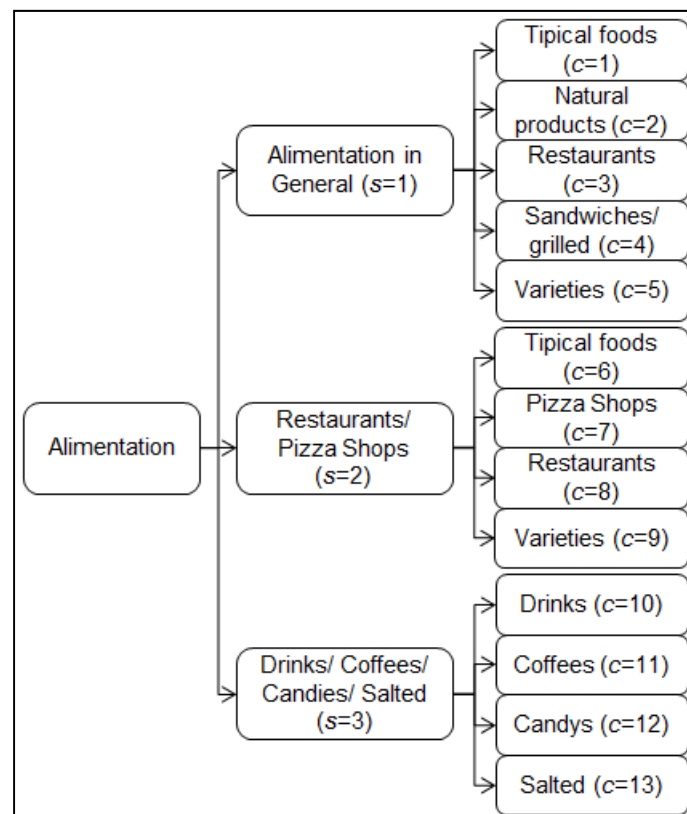 Tipical foods
(c=1)
Natural
products (c=2)
Alimentation in
General (s=1)
Restaurants
(c=3)
Sandwiches/
grilled (c=4)
Varieties (c=5)
Tipical foods
(c=6)
Pizza Shops
(c=7)
Alimentation
Restaurants/
Pizza Shops
(s=2)
Restaurants
(c=8)
Varieties (c=9)
Drinks (c=10)
Drinks/ Coffees/
Candies/ Salted
(s=3)
Coffees (c=11)
Candys (c=12)
Salted (c=13)